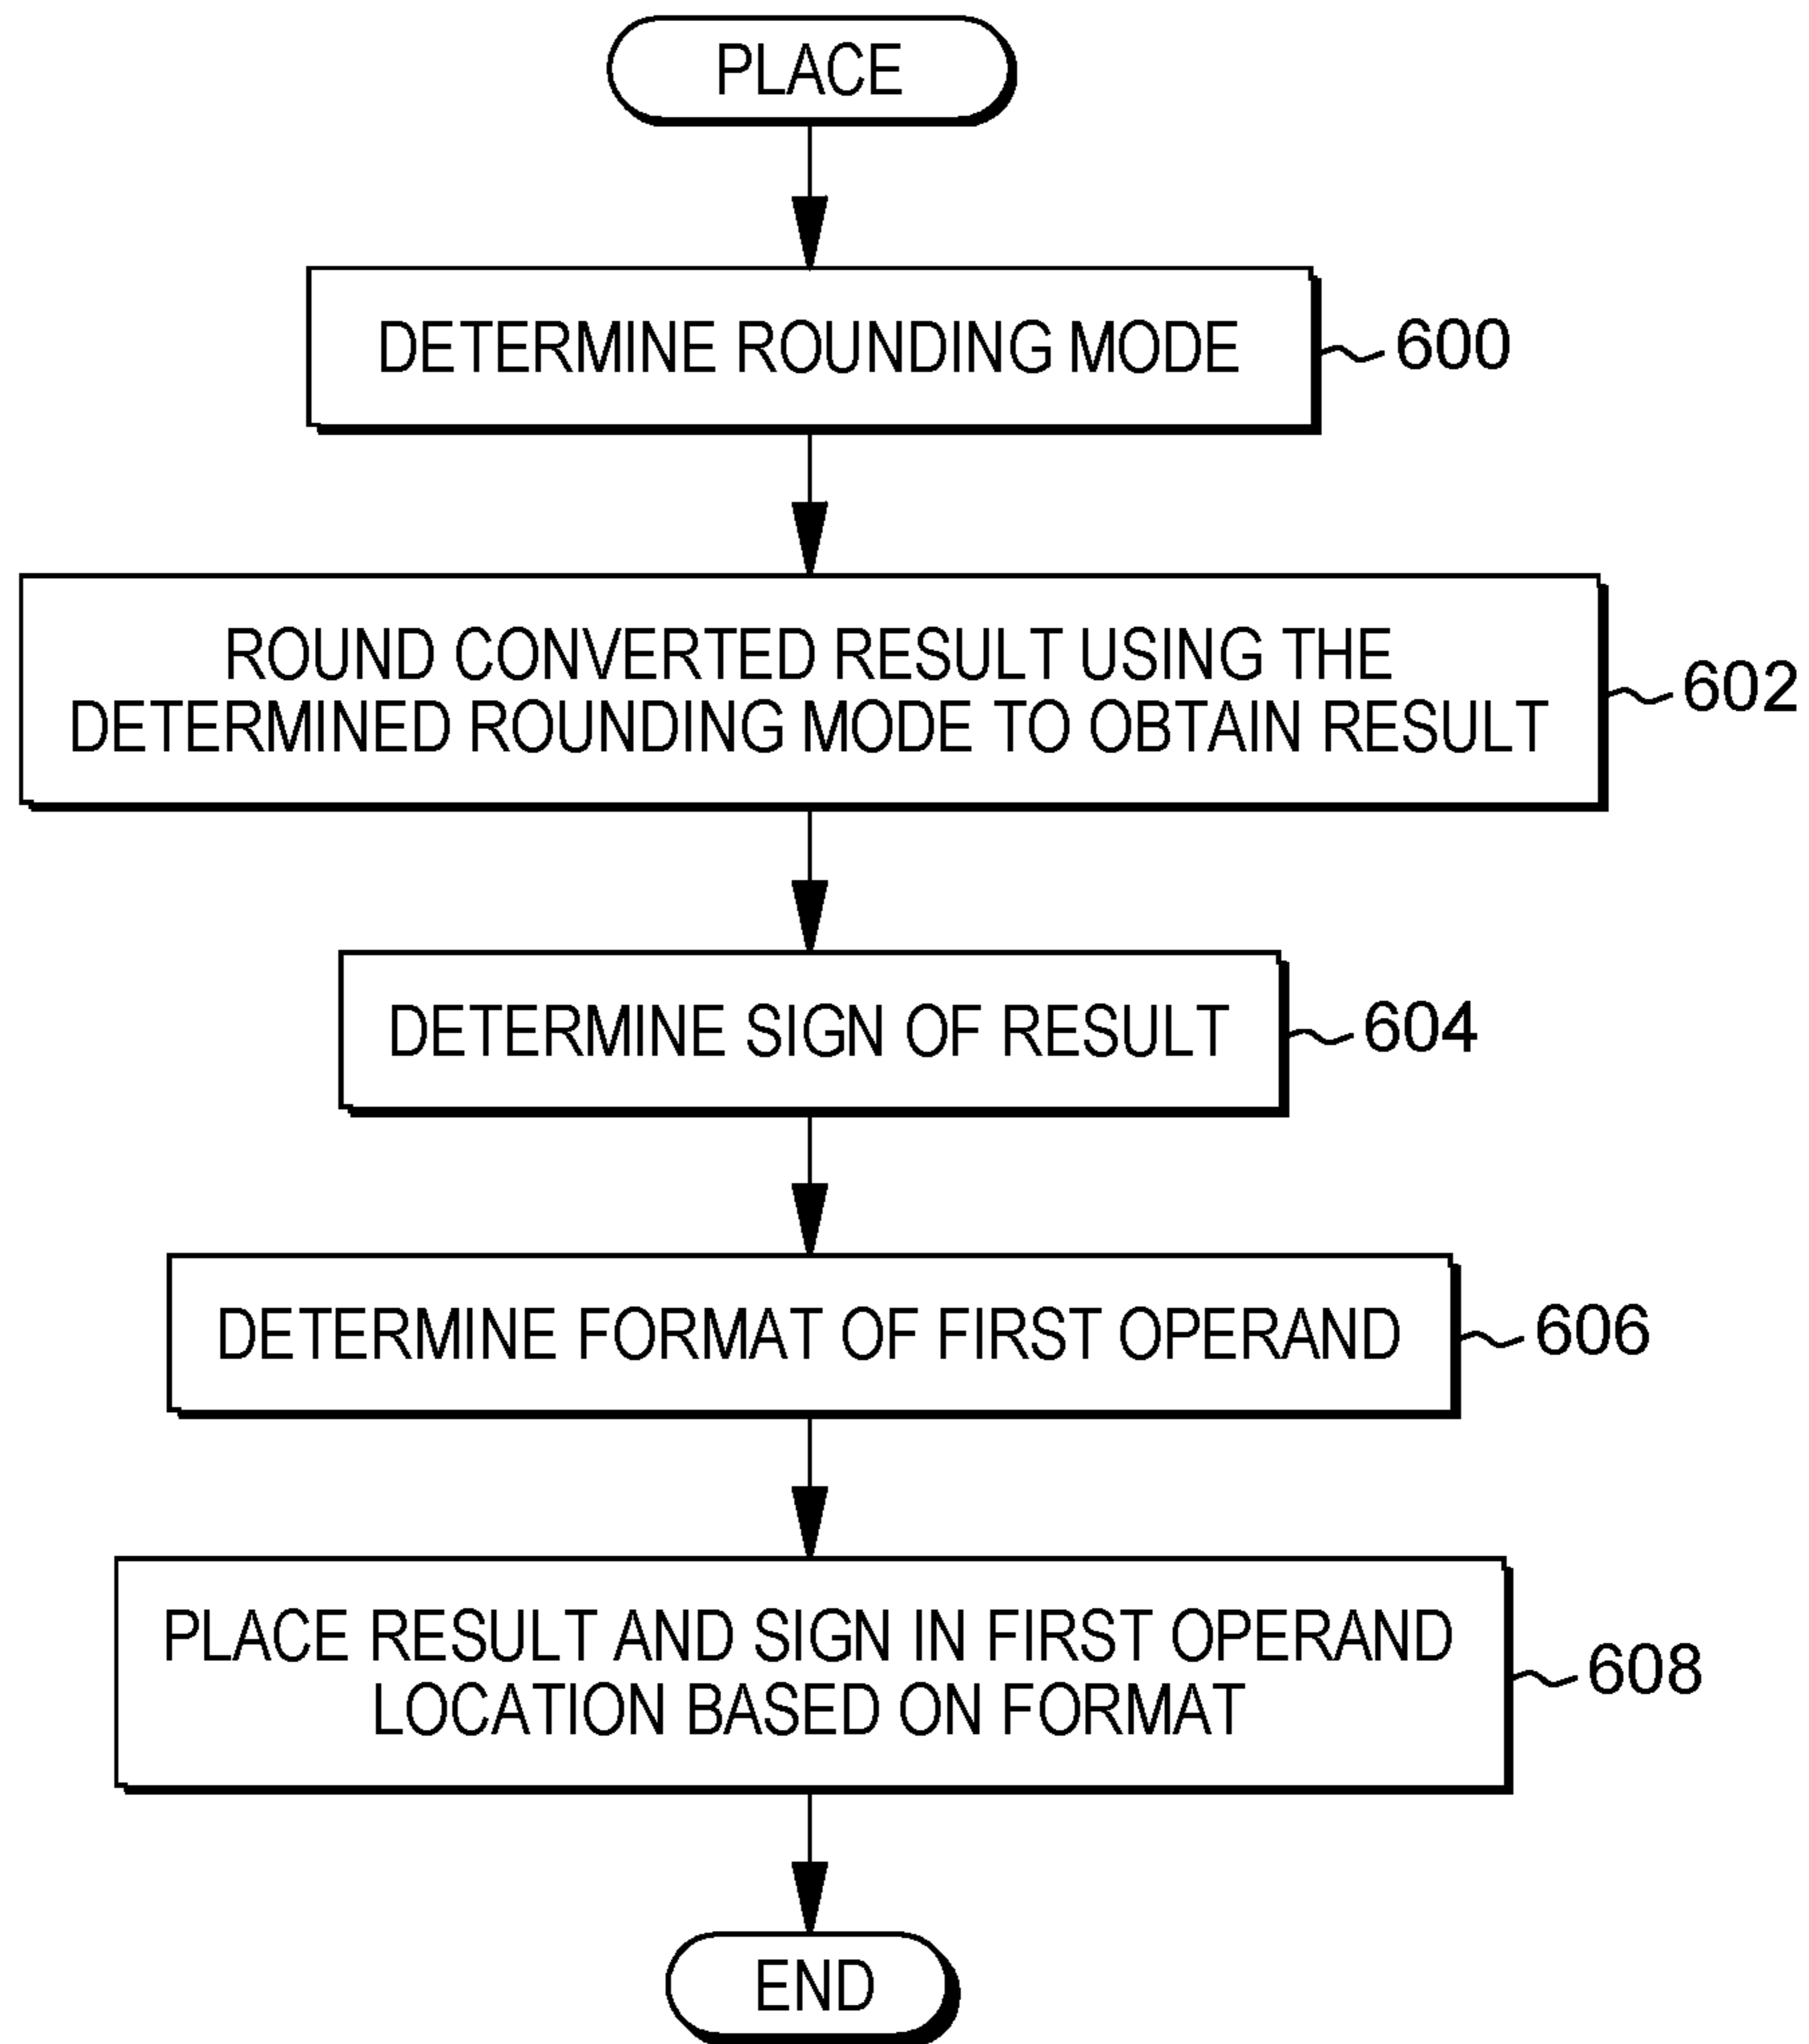 PLACE
DETERMINE ROUNDING MODE
600
ROUND CONVERTED RESULT USING THE
DETERMINED ROUNDING MODE TO OBTAIN RESULT
602
DETERMINE SIGN OF RESULT
604
DETERMINE FORMAT OF FIRST OPERAND
606
PLACE RESULT AND SIGN IN FIRST OPERAND
LOCATION BASED ON FORMAT
608
END